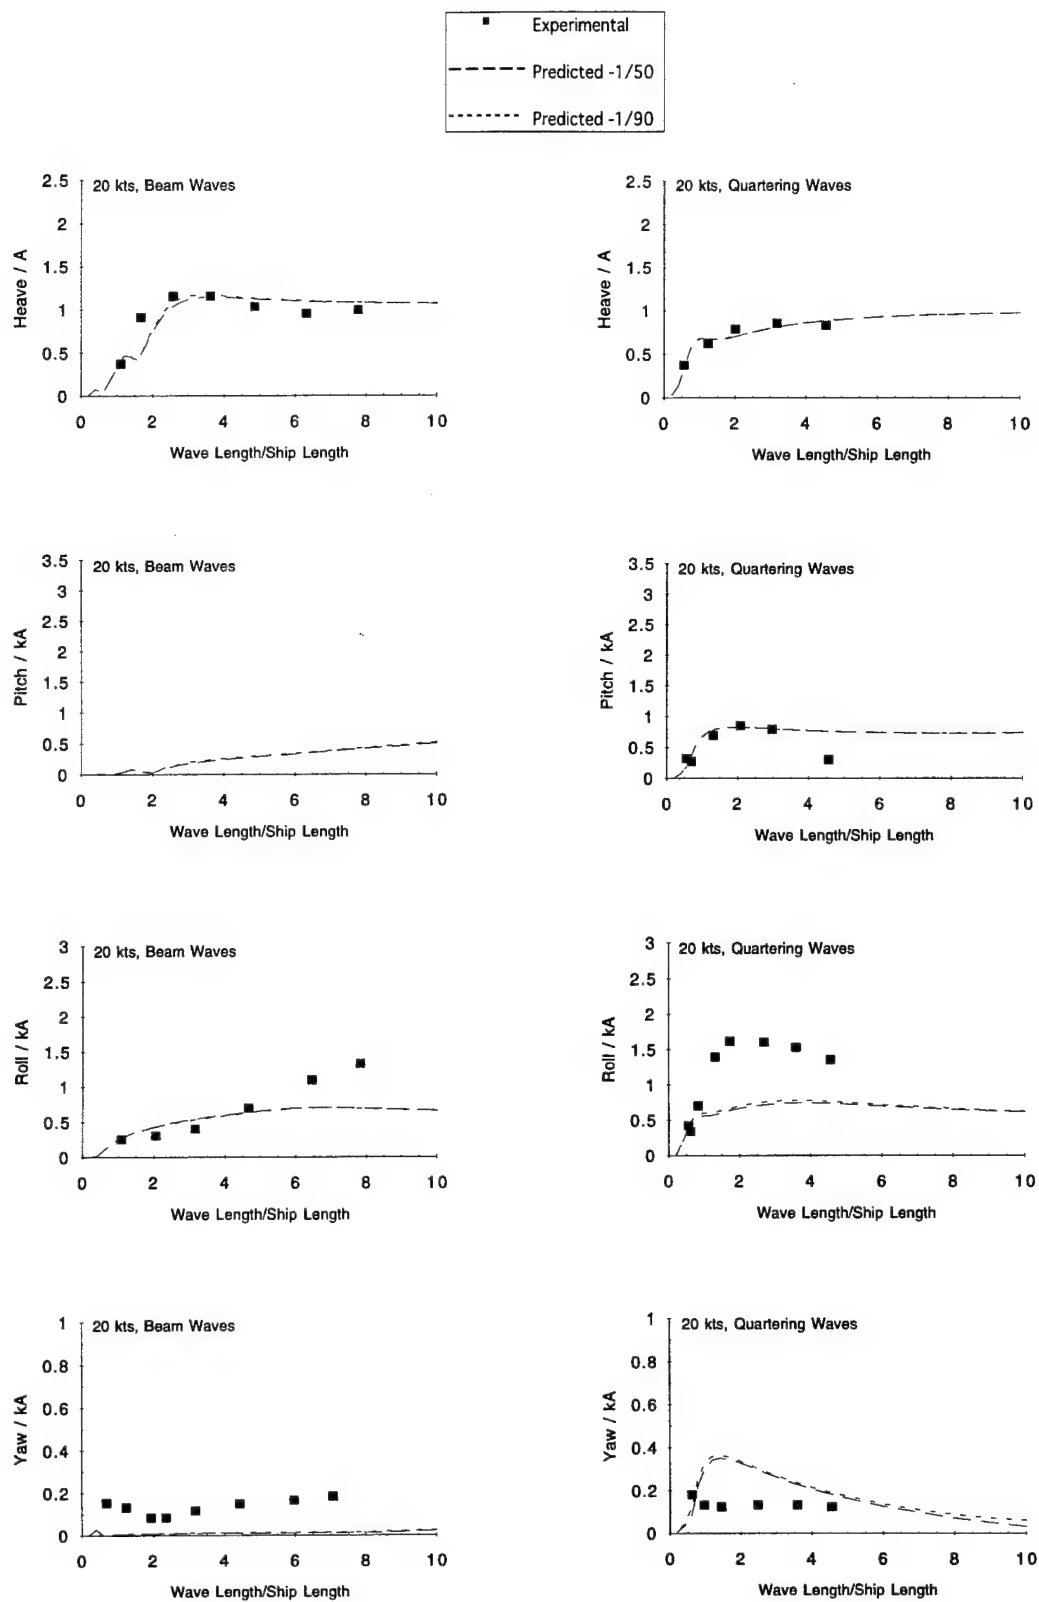 Experimental
Predicted -1/50
Predicted -1/90
20 kts, Beam Waves
Heave / A
2.5
2
1.5
1
0.5
0
0 2 4 6 8 10
Wave Length/Ship Length
20 kts, Quartering Waves
Heave / A
2.5
2
1.5
1
0.5
0
0 2 4 6 8 10
Wave Length/Ship Length
20 kts, Beam Waves
Pitch / kA
3.5
3
2.5
2
1.5
1
0.5
0
0 2 4 6 8 10
Wave Length/Ship Length
20 kts, Quartering Waves
Pitch / kA
3.5
3
2.5
2
1.5
1
0.5
0
0 2 4 6 8 10
Wave Length/Ship Length
20 kts, Beam Waves
Roll / kA
3
2.5
2
1.5
1
0.5
0
0 2 4 6 8 10
Wave Length/Ship Length
20 kts, Quartering Waves
Roll / kA
3
2.5
2
1.5
1
0.5
0
0 2 4 6 8 10
Wave Length/Ship Length
20 kts, Beam Waves
Yaw / kA
1
0.8
0.6
0.4
0.2
0
0 2 4 6 8 10
Wave Length/Ship Length
20 kts, Quartering Waves
Yaw / kA
1
0.8
0.6
0.4
0.2
0
0 2 4 6 8 10
Wave Length/Ship Length